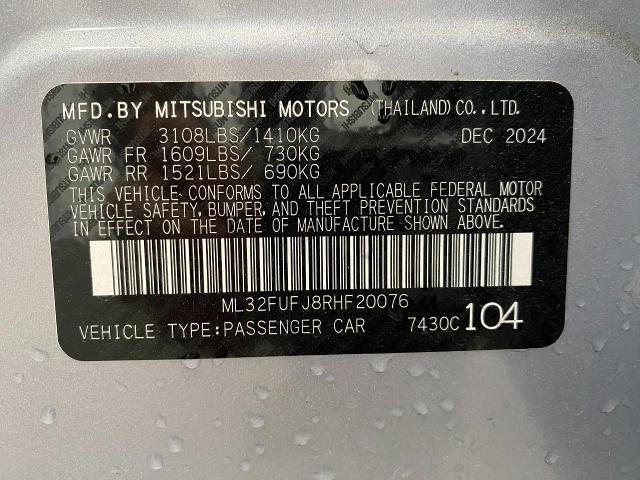 MFD.BY MITSUBISHI MOTORS (THAILAND)CO.,LTD.
GVWR 3108LBS/1410KG DEC 2024
GAWR FR 1609LBS/ 730KG
GAWR RR 1521LBS/ 690KG
THIS VEHICLE CONFORMS TO ALL APPLICABLE FEDERAL MOTOR
VEHICLE SAFETY, BUMPER, AND THEFT PREVENTION STANDARDS
IN EFFECT ON THE DATE OF MANUFACTURE SHOWN ABOVE.
ML32FUFJ8RHF20076
VEHICLE TYPE:PASSENGER CAR 7430C 104